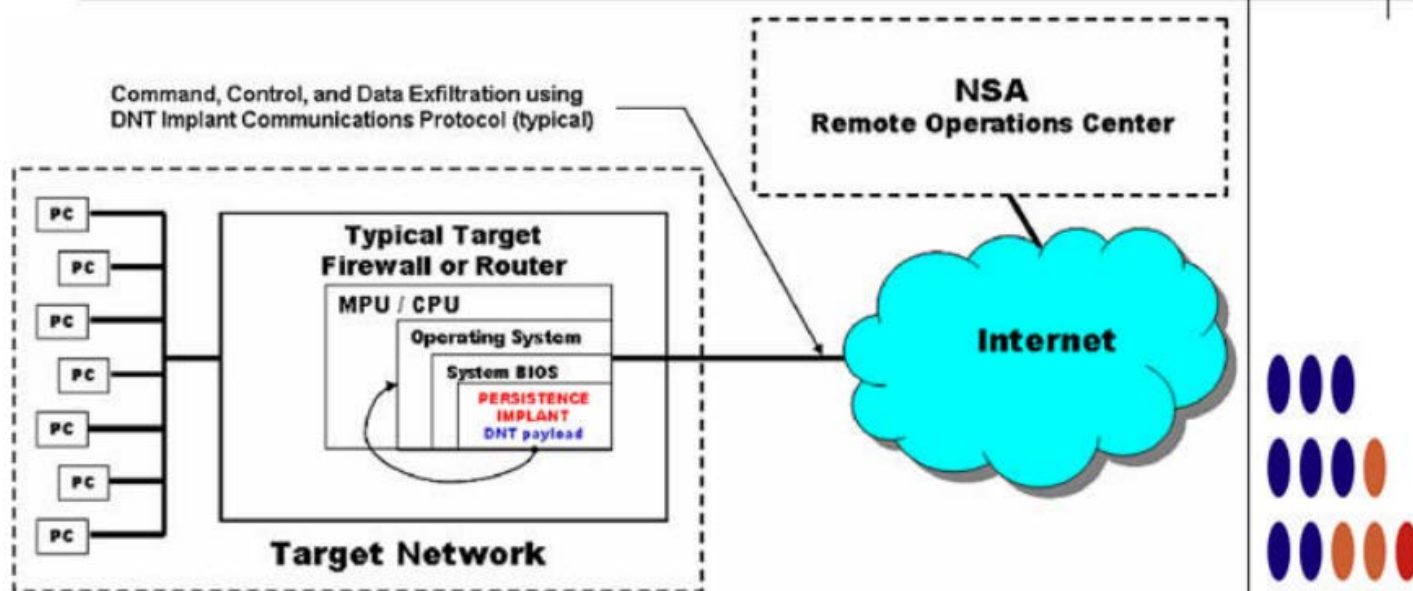 Command, Control, and Data Exfiltration using
DNT Implant Communications Protocol (typical)
NSA
Remote Operations Center
Typical Target
Firewall or Router
MPU / CPU
Operating System
System BIOS
PERSISTENCE
IMPLANT
DNT payload
PC
PC
PC
PC
PC
PC
PC
Internet
Target Network